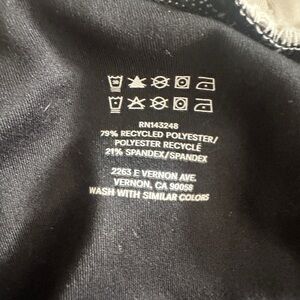 RN143248
79% RECYCLED POLYESTER/
POLYESTER RECYCLÉ
21% SPANDEX/SPANDEX
2263 E VERNON AVE.
VERNON, CA 90058
WASH WITH SIMILAR COLORS